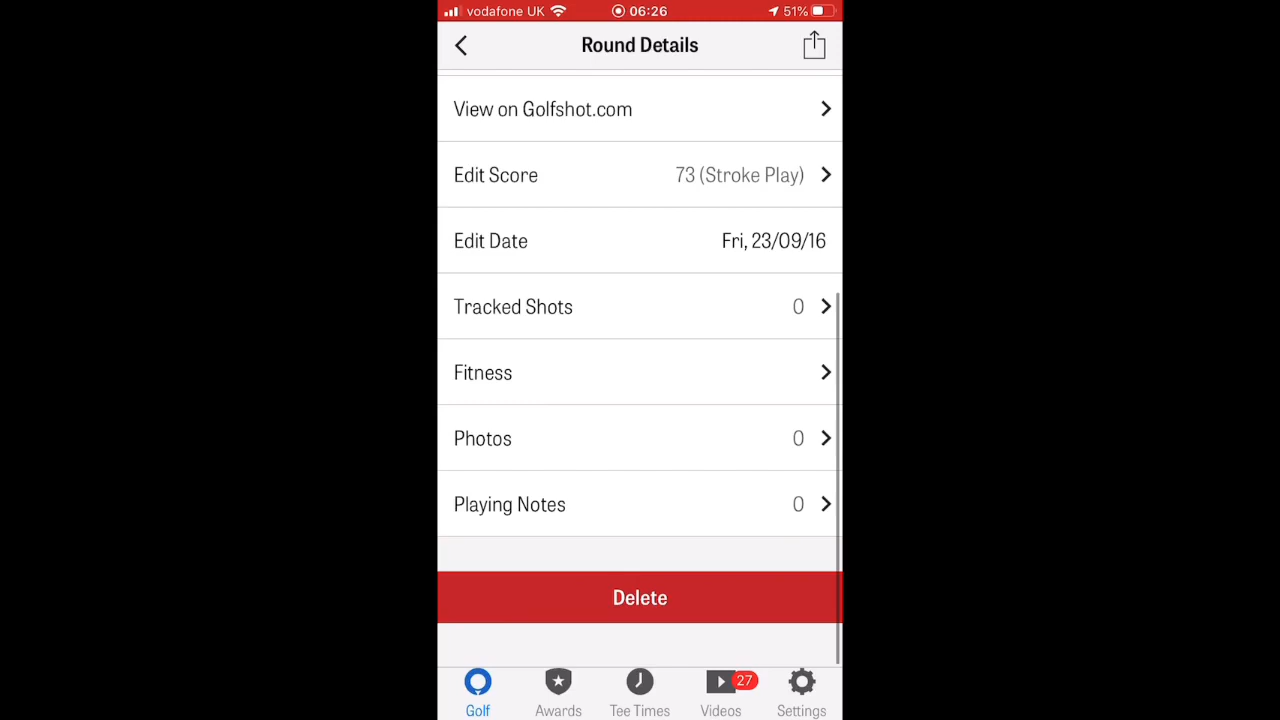 vodafone UK 06:26 51%
Round Details
View on Golfshot.com
Edit Score 73 (Stroke Play)
Edit Date Fri, 23/09/16
Tracked Shots 0
Fitness
Photos 0
Playing Notes 0
Delete
27
Golf Awards Tee Times Videos Settings